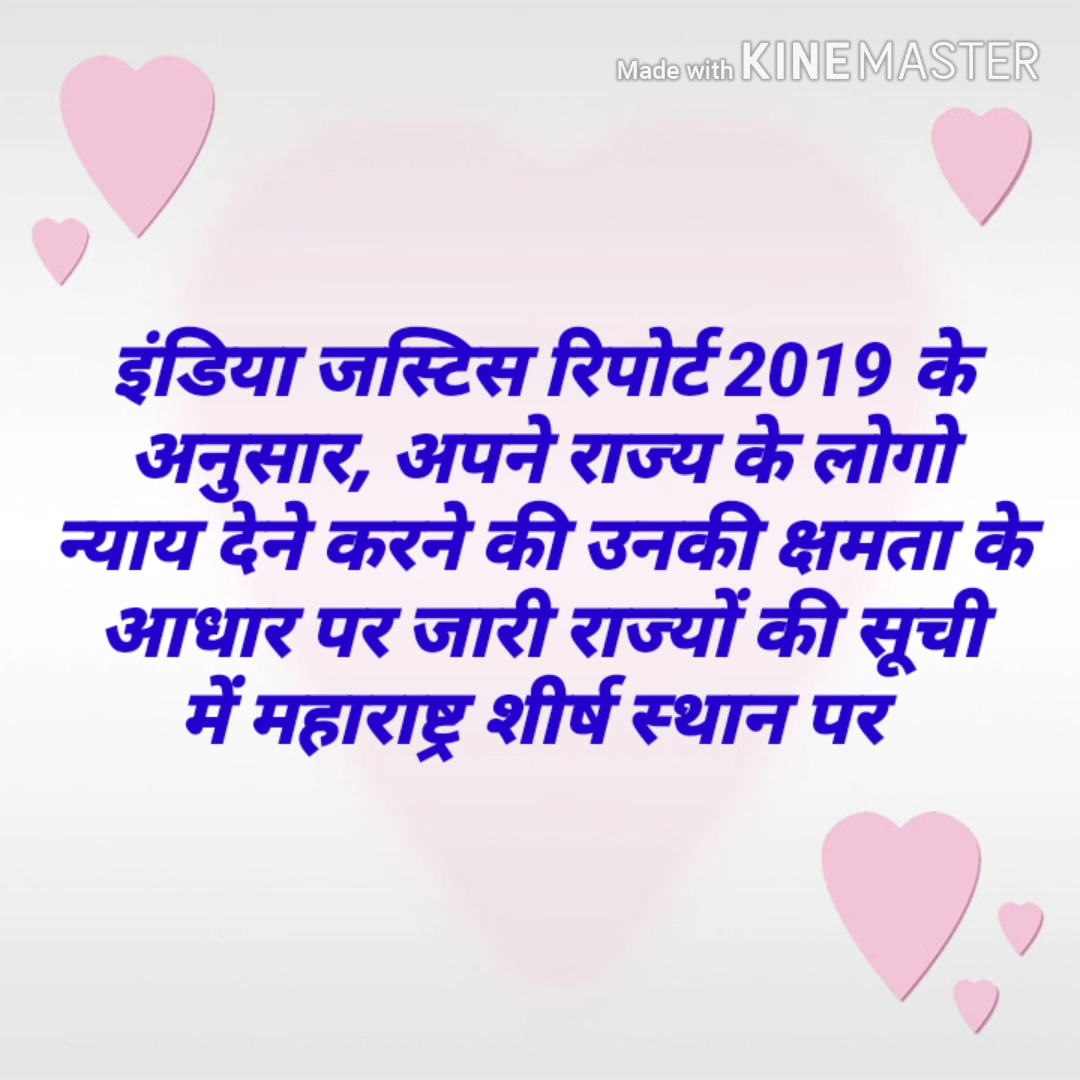 Made with KINEMASTER
इंडिया जस्टिस रिपोर्ट 2019 के
अनुसार, अपने राज्य के लोगो
न्याय देने करने की उनकी क्षमता के
आधार पर जारी राज्यों की सूची
में महाराष्ट्र शीर्ष स्थान पर